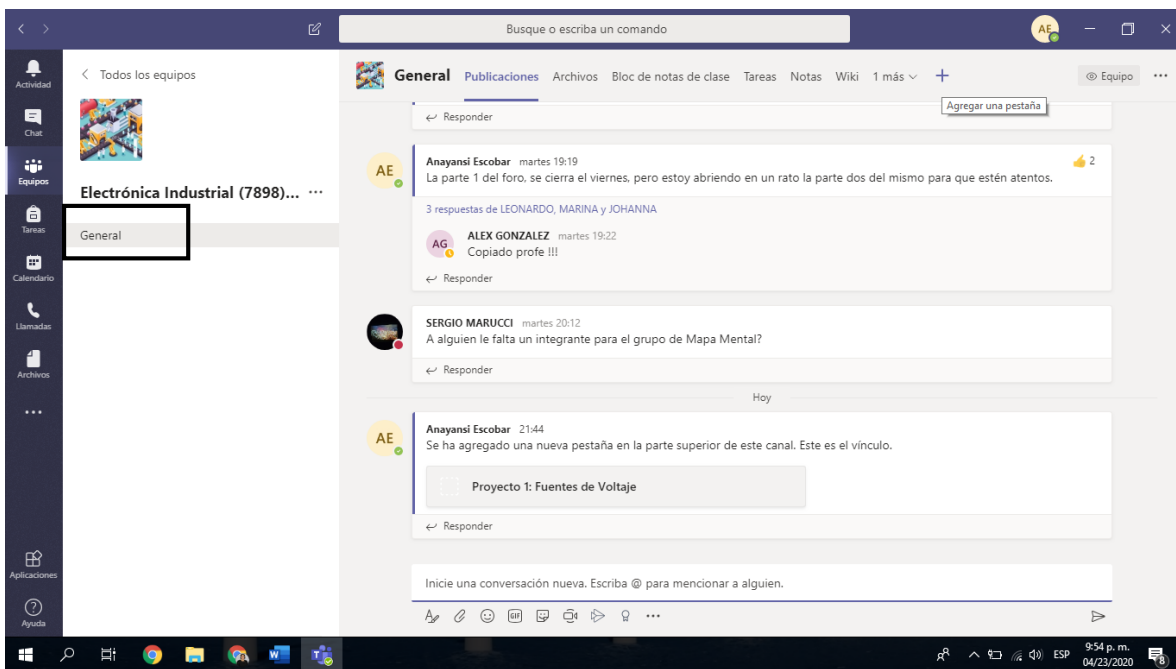 Busque o escriba un comando
AE
Actividad
Chat
Equipos
Tareas
Calendario
Llamadas
Archivos
Aplicaciones
Ayuda
Todos los equipos
Electrónica Industrial (7898)... ...
General
General Publicaciones Archivos Bloc de notas de clase Tareas Notas Wiki 1 más + Equipo ...
Agregar una pestaña
Responder
AE
Anayansi Escobar martes 19:19
2
La parte 1 del foro, se cierra el viernes, pero estoy abriendo en un rato la parte dos del mismo para que estén atentos.
3 respuestas de LEONARDO, MARINA y JOHANNA
AG
ALEX GONZALEZ martes 19:22
Copiado profe !!!
Responder
SERGIO MARUCCI martes 20:12
A alguien le falta un integrante para el grupo de Mapa Mental?
Responder
Hoy
AE
Anayansi Escobar 21:44
Se ha agregado una nueva pestaña en la parte superior de este canal. Este es el vínculo.
Proyecto 1: Fuentes de Voltaje
Responder
Inicie una conversación nueva. Escriba @ para mencionar a alguien.
GIF
ESP
9:54 p. m.
04/23/2020